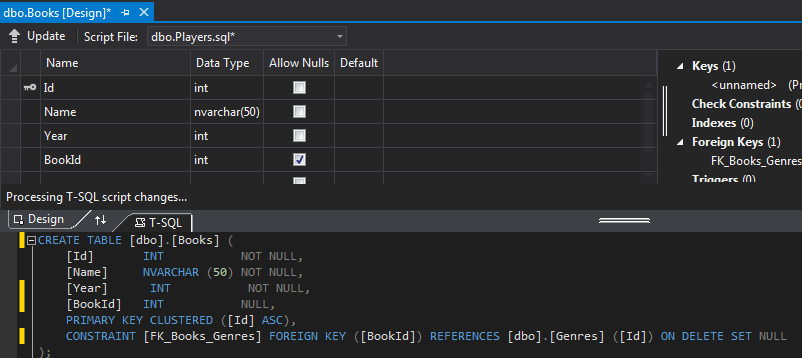 dbo.Books [Design]*
Update Script File: dbo.Players.sql*
Name Data Type Allow Nulls Default
Id int
Name nvarchar(50)
Year int
BookId int
Keys (1)
<unnamed> (Pr
Check Constraints (0)
Indexes (0)
Foreign Keys (1)
FK_Books_Genres
Triggers (0)
Processing T-SQL script changes...
Design T-SQL
CREATE TABLE [dbo].[Books] (
[Id] INT NOT NULL,
[Name] NVARCHAR (50) NOT NULL,
[Year] INT NOT NULL,
[BookId] INT NULL,
PRIMARY KEY CLUSTERED ([Id] ASC),
CONSTRAINT [FK_Books_Genres] FOREIGN KEY ([BookId]) REFERENCES [dbo].[Genres] ([Id]) ON DELETE SET NULL
);